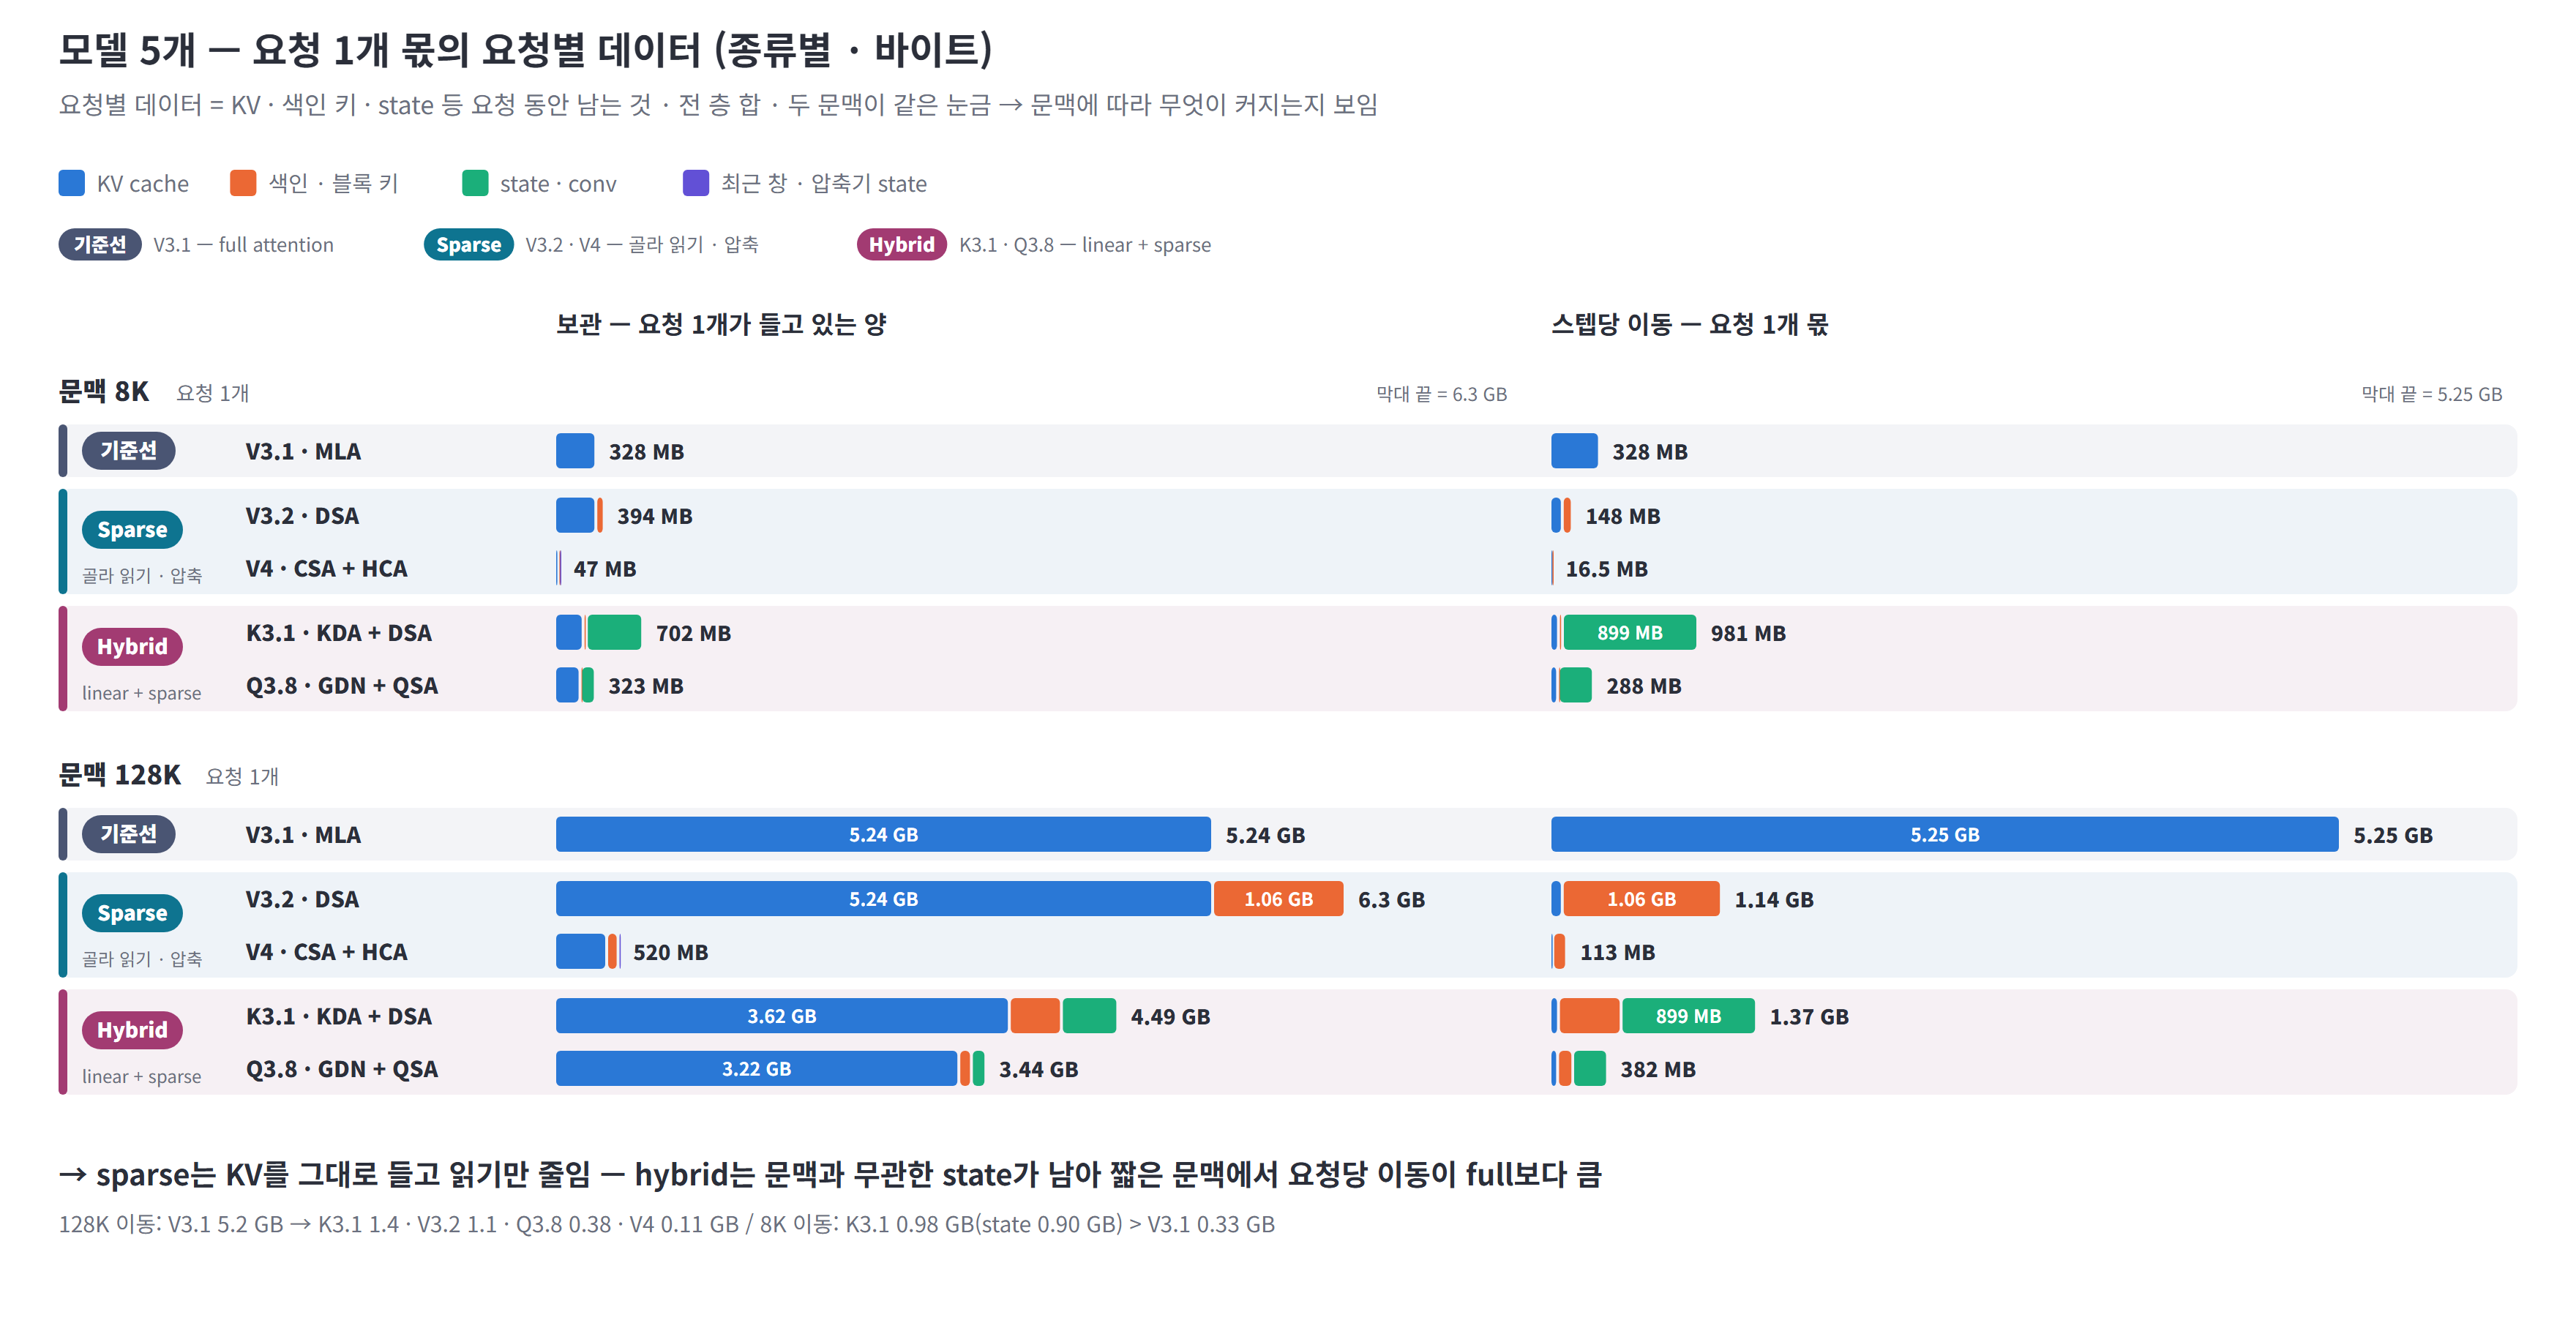 모델 5개 — 요청 1개 몫의 요청별 데이터 (종류별 · 바이트)
요청별 데이터 = KV · 색인 키 · state 등 요청 동안 남는 것 · 전 층 합 · 두 문맥이 같은 눈금 → 문맥에 따라 무엇이 커지는지 보임
KV cache 색인 · 블록 키 state · conv 최근 창 · 압축기 state
기준선 V3.1 — full attention Sparse V3.2 · V4 — 골라 읽기 · 압축 Hybrid K3.1 · Q3.8 — linear + sparse
보관 — 요청 1개가 들고 있는 양 스텝당 이동 — 요청 1개 몫
문맥 8K 요청 1개 막대 끝 = 6.3 GB 막대 끝 = 5.25 GB
기준선 V3.1 · MLA 328 MB 328 MB
Sparse V3.2 · DSA 394 MB 148 MB
골라 읽기 · 압축 V4 · CSA + HCA 47 MB 16.5 MB
Hybrid K3.1 · KDA + DSA 702 MB 899 MB 981 MB
linear + sparse Q3.8 · GDN + QSA 323 MB 288 MB
문맥 128K 요청 1개
기준선 V3.1 · MLA 5.24 GB 5.24 GB 5.25 GB 5.25 GB
Sparse V3.2 · DSA 5.24 GB 1.06 GB 6.3 GB 1.06 GB 1.14 GB
골라 읽기 · 압축 V4 · CSA + HCA 520 MB 113 MB
Hybrid K3.1 · KDA + DSA 3.62 GB 4.49 GB 899 MB 1.37 GB
linear + sparse Q3.8 · GDN + QSA 3.22 GB 3.44 GB 382 MB
→ sparse는 KV를 그대로 들고 읽기만 줄임 — hybrid는 문맥과 무관한 state가 남아 짧은 문맥에서 요청당 이동이 full보다 큼
128K 이동: V3.1 5.2 GB → K3.1 1.4 · V3.2 1.1 · Q3.8 0.38 · V4 0.11 GB / 8K 이동: K3.1 0.98 GB(state 0.90 GB) > V3.1 0.33 GB